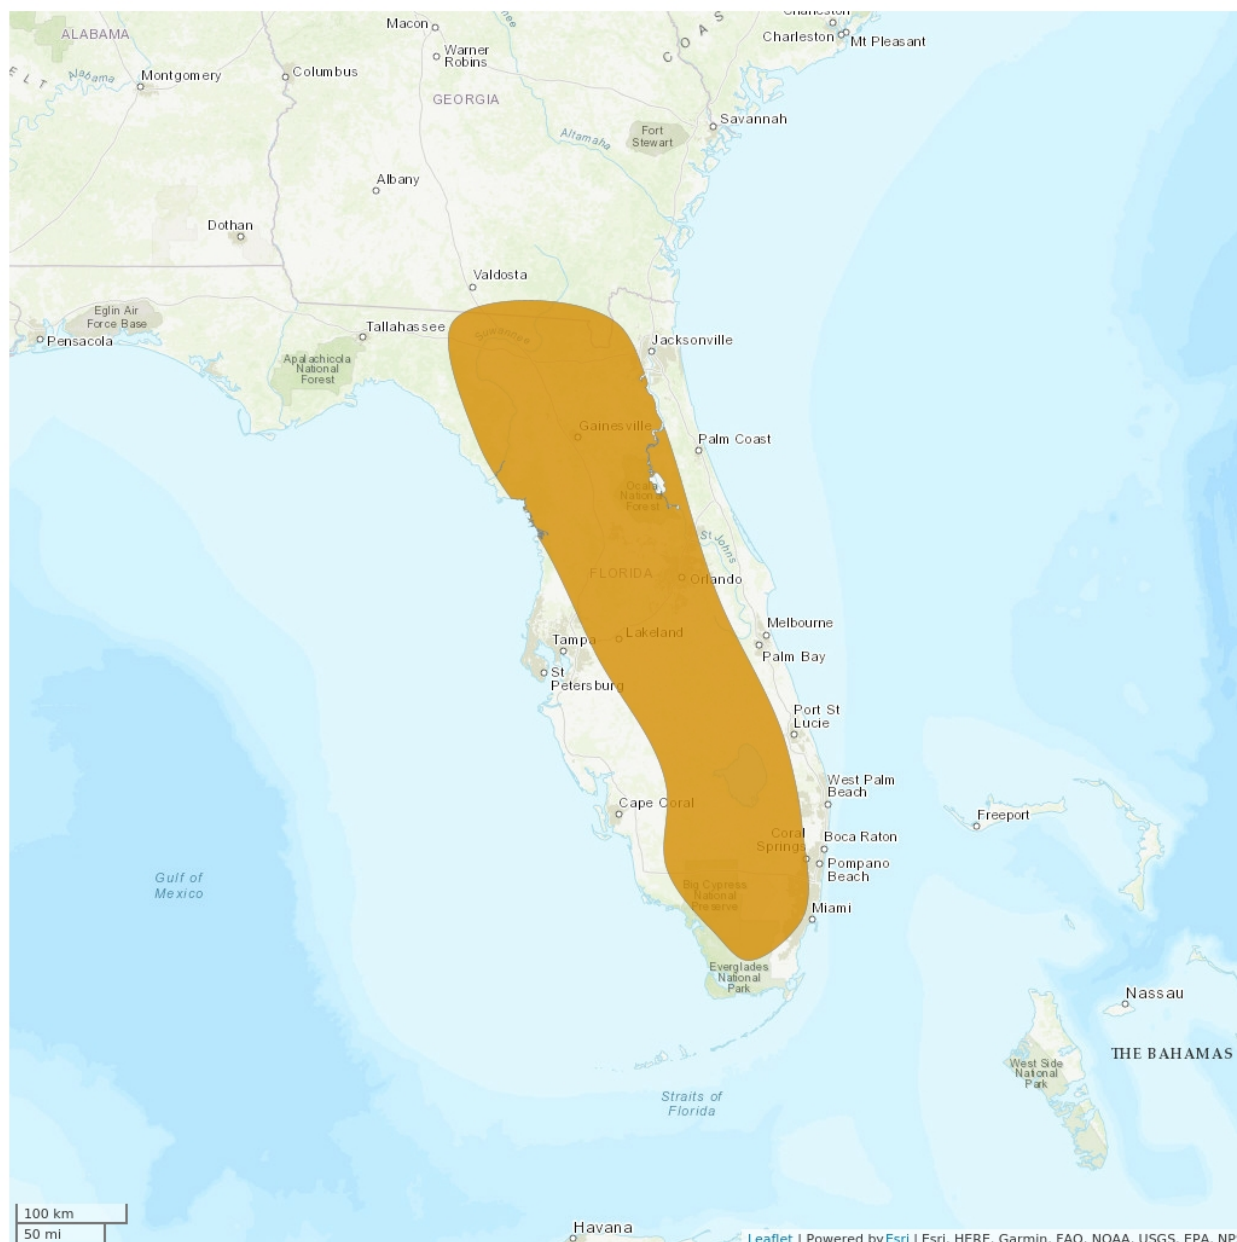 Charleston
Macon
ALABAMA
Charleston
Mt Pleasant
Warner
Robins
Columbus
Montgomery
Alabama
GEORGIA
COAS
ELT
Savannah
Fort
Stewart
Altamaha
Albany
Dothan
Valdosta
Eglin Air
Force Base
Pensacola
Tallahassee
Suwannee
Jacksonville
Apalachicola
National
Forest
Gainesville
Palm Coast
Ocala
National
Forest
St Johns
FLORIDA
Orlando
Lakeland
Tampa
Melbourne
Palm Bay
St
Petersburg
Port St
Lucie
West Palm
Beach
Cape Coral
Freeport
Coral
Springs
Boca Raton
Pompano
Beach
Gulf of
Mexico
Big Cypress
National
Preserve
Miami
Everglades
National
Park
Nassau
THE BAHAMAS
West Side
National
Park
Straits of
Florida
100 km
50 mi
Havana
Leaflet | Powered by Esri | Esri, HERE, Garmin, FAO, NOAA, USGS, EPA, NP